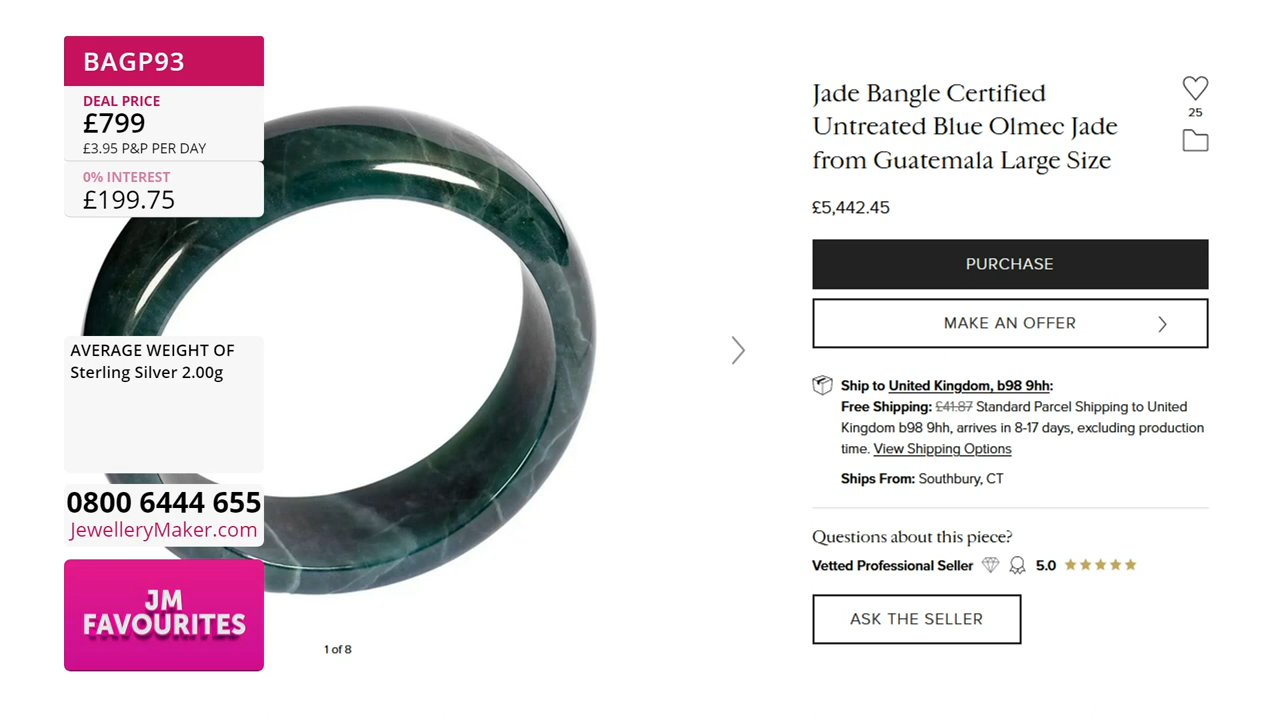 BAGP93
DEAL PRICE
£799
£3.95 P&P PER DAY
0% INTEREST
£199.75
AVERAGE WEIGHT OF
Sterling Silver 2.00g
0800 6444 655
JewelleryMaker.com
JM
FAVOURITES
1 of 8
Jade Bangle Certified
Untreated Blue Olmec Jade
from Guatemala Large Size
25
£5,442.45
PURCHASE
MAKE AN OFFER
Ship to United Kingdom, b98 9hh:
Free Shipping: £41.87 Standard Parcel Shipping to United
Kingdom b98 9hh, arrives in 8-17 days, excluding production
time. View Shipping Options
Ships From: Southbury, CT
Questions about this piece?
Vetted Professional Seller 5.0
ASK THE SELLER